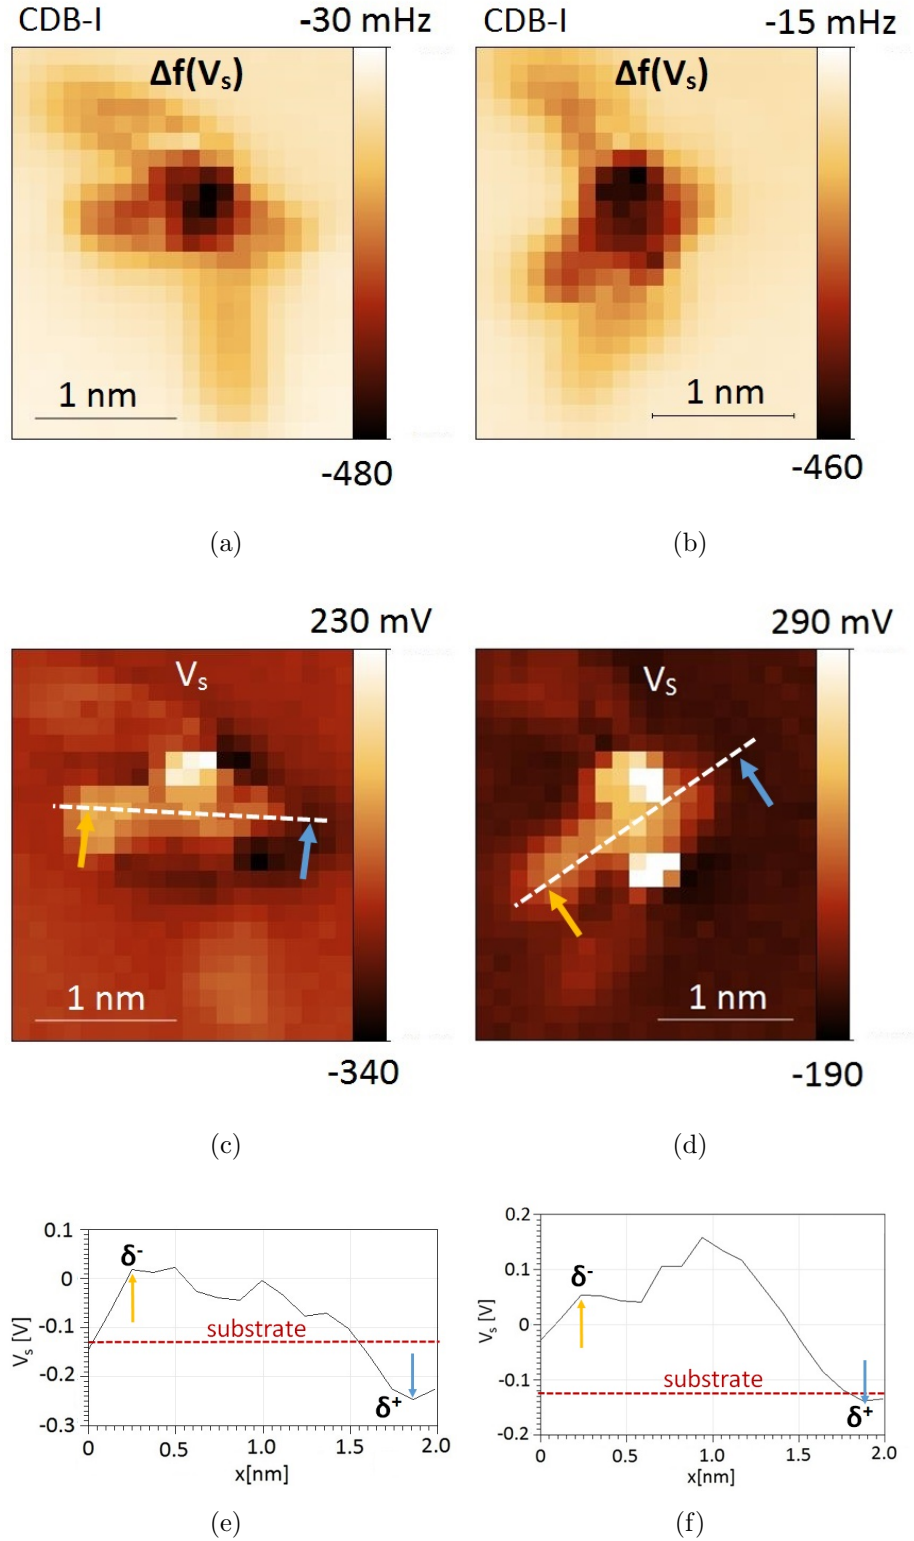 CDB-I -30 mHz CDB-I -15 mHz
Δf(Vs) Δf(Vs)
1 nm 1 nm
-480 -460
(a) (b)
230 mV 290 mV
Vs VS
1 nm 1 nm
-340 -190
(c) (d)
0.1 0.2
δ- δ-
0 0.1
-0.1 0
substrate substrate
-0.2 -0.1
δ+ δ+
-0.3 -0.2
Vs [V] Vs [V]
0 0.5 1.0 1.5 2.0 0 0.5 1.0 1.5 2.0
x[nm] x[nm]
(e) (f)